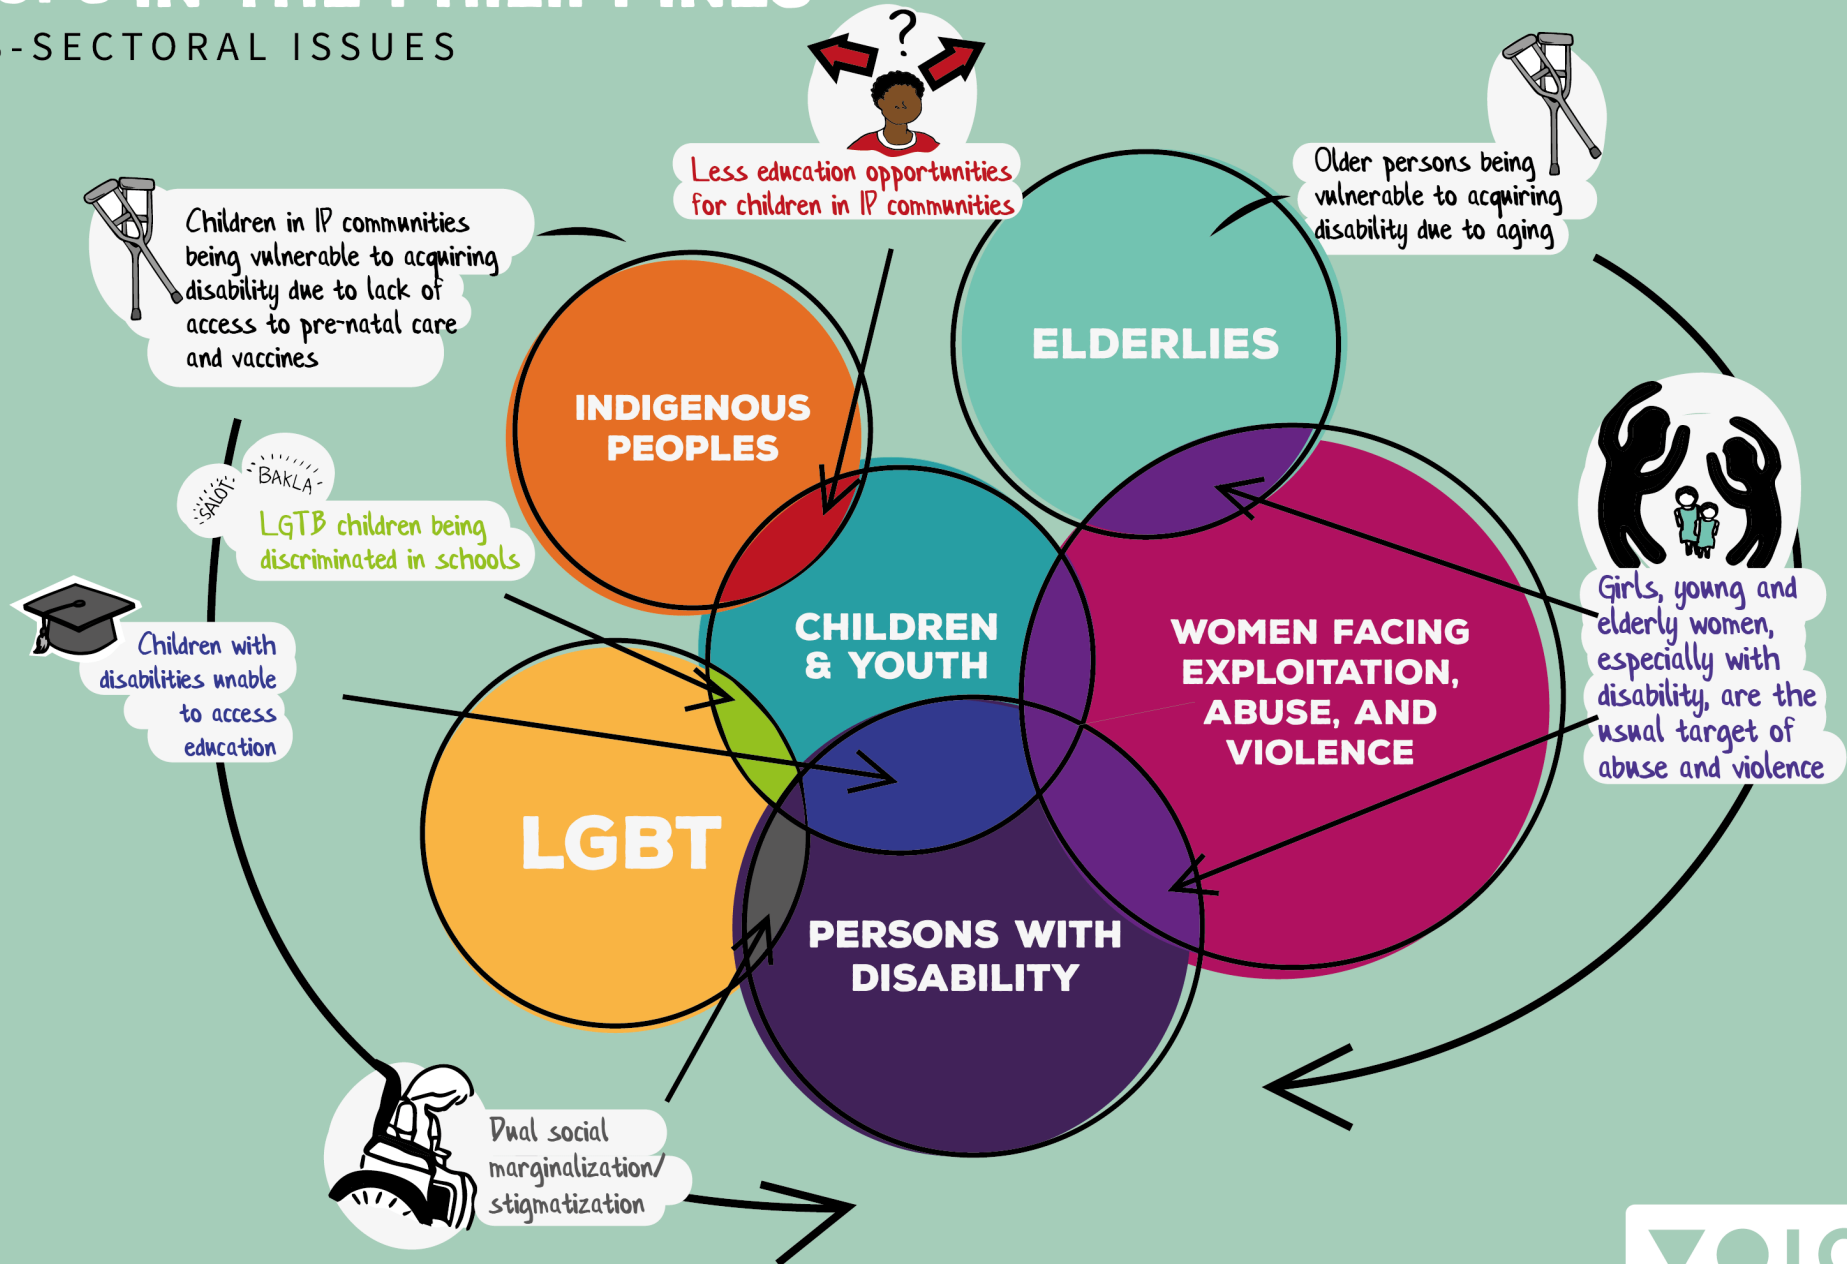 IN THE PHILIPPINES
-SECTORAL ISSUES
Less education opportunities
for children in IP communities
Older persons being
vulnerable to acquiring
disability due to aging
Children in IP communities
being vulnerable to acquiring
disability due to lack of
access to pre-natal care
and vaccines
ELDERLIES
INDIGENOUS
PEOPLES
BAKLA
SALOT
LGTB children being
discriminated in schools
CHILDREN
& YOUTH
WOMEN FACING
EXPLOITATION,
ABUSE, AND
VIOLENCE
Girls, young and
elderly women,
especially with
disability, are the
usual target of
abuse and violence
Children with
disabilities unable
to access
education
LGBT
PERSONS WITH
DISABILITY
Dual social
marginalization/
stigmatization